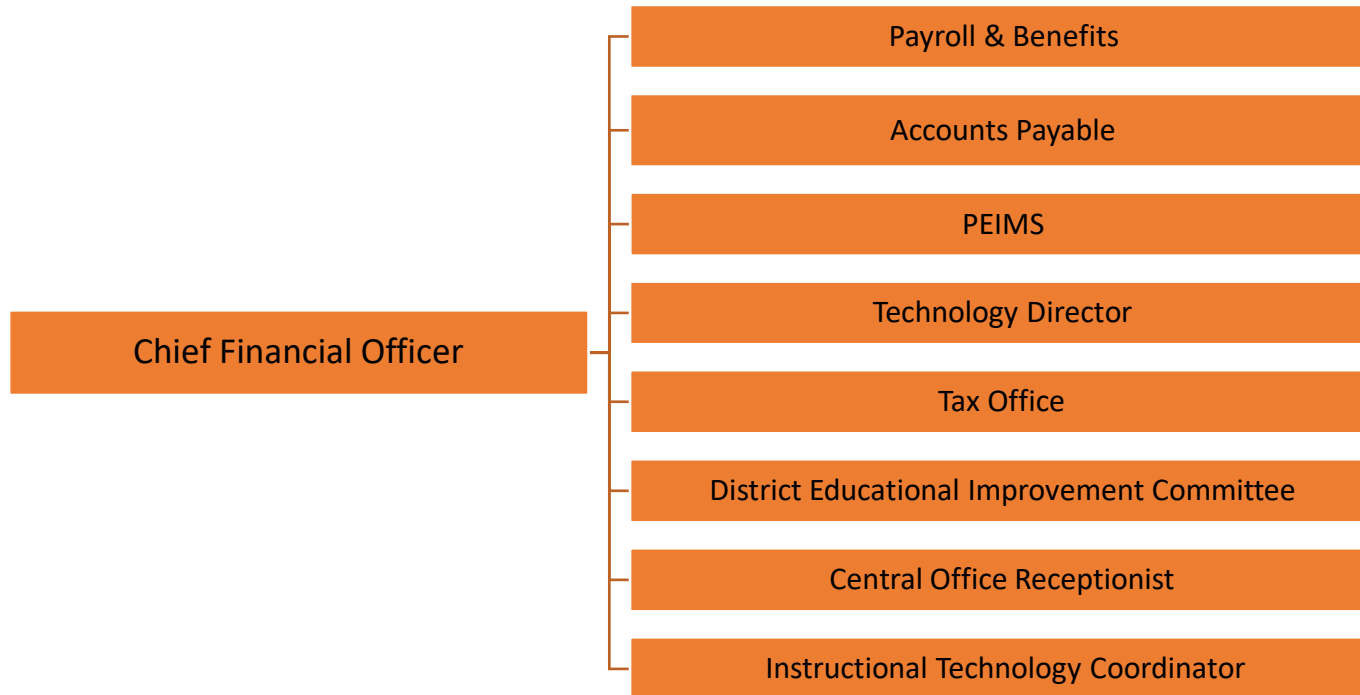 Payroll & Benefits
Accounts Payable
PEIMS
Technology Director
Chief Financial Officer
Tax Office
District Educational Improvement Committee
Central Office Receptionist
Instructional Technology Coordinator